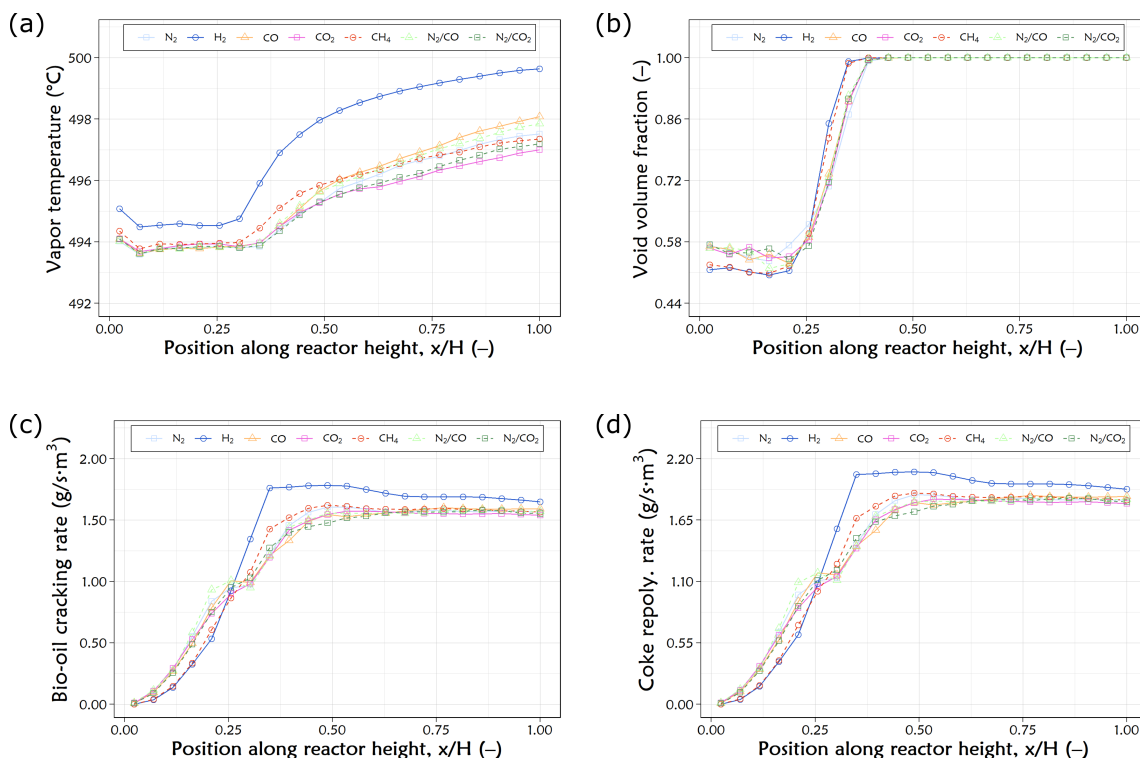 (a)
N₂ H₂ CO CO₂ CH₄ N₂/CO N₂/CO₂
Vapor temperature (°C)
500
498
496
494
492
0.00 0.25 0.50 0.75 1.00
Position along reactor height, x/H (–)
(b)
N₂ H₂ CO CO₂ CH₄ N₂/CO N₂/CO₂
Void volume fraction (–)
1.00
0.86
0.72
0.58
0.44
0.00 0.25 0.50 0.75 1.00
Position along reactor height, x/H (–)
(c)
N₂ H₂ CO CO₂ CH₄ N₂/CO N₂/CO₂
Bio-oil cracking rate (g/s·m³)
2.00
1.50
1.00
0.50
0.00
0.00 0.25 0.50 0.75 1.00
Position along reactor height, x/H (–)
(d)
N₂ H₂ CO CO₂ CH₄ N₂/CO N₂/CO₂
Coke repoly. rate (g/s·m³)
2.20
1.65
1.10
0.55
0.00
0.00 0.25 0.50 0.75 1.00
Position along reactor height, x/H (–)